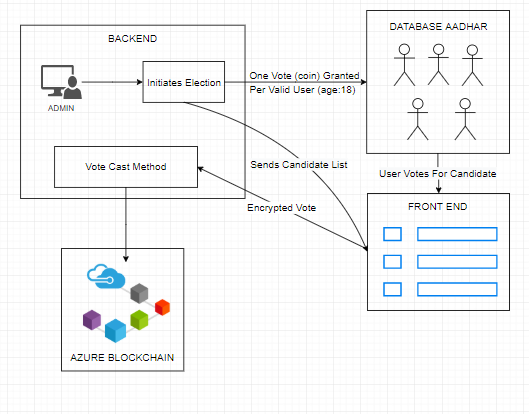 BACKEND
DATABASE AADHAR
ADMIN
Initiates Election
One Vote (coin) Granted
Per Valid User (age:18)
Vote Cast Method
Sends Candidate List
User Votes For Candidate
Encrypted Vote
FRONT END
AZURE BLOCKCHAIN